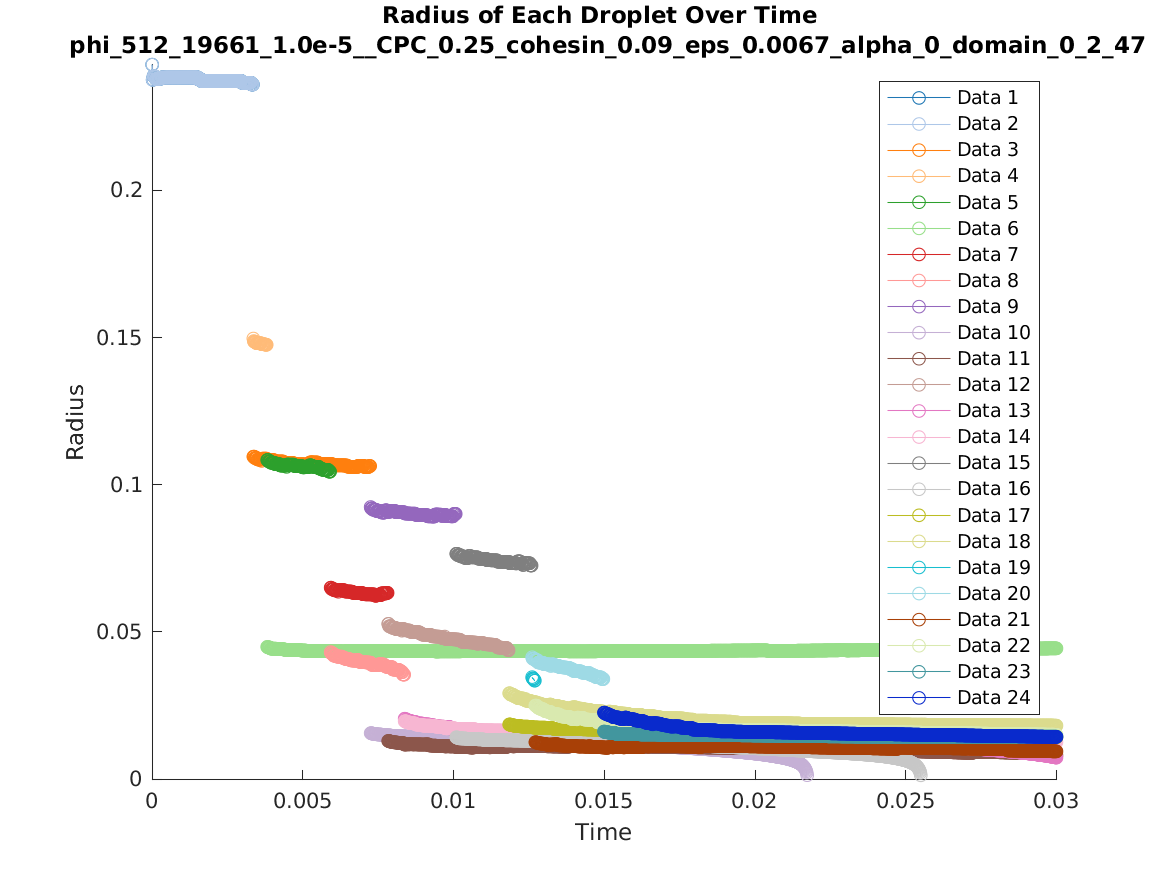 Radius of Each Droplet Over Time
phi_512_19661_1.0e-5__CPC_0.25_cohesin_0.09_eps_0.0067_alpha_0_domain_0_2_47
Radius
0.2
0.15
0.1
0.05
0
0
0.005
0.01
0.015
0.02
0.025
0.03
Time
Data 1
Data 2
Data 3
Data 4
Data 5
Data 6
Data 7
Data 8
Data 9
Data 10
Data 11
Data 12
Data 13
Data 14
Data 15
Data 16
Data 17
Data 18
Data 19
Data 20
Data 21
Data 22
Data 23
Data 24